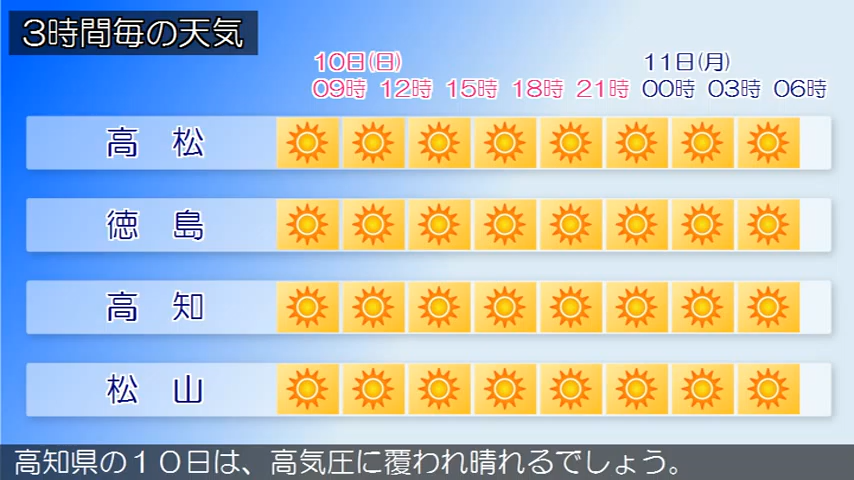 3時間毎の天気
10日(日) 11日(月)
09時 12時 15時 18時 21時 00時 03時 06時
高松
徳島
高知
松山
高知県の１０日は、高気圧に覆われ晴れるでしょう。